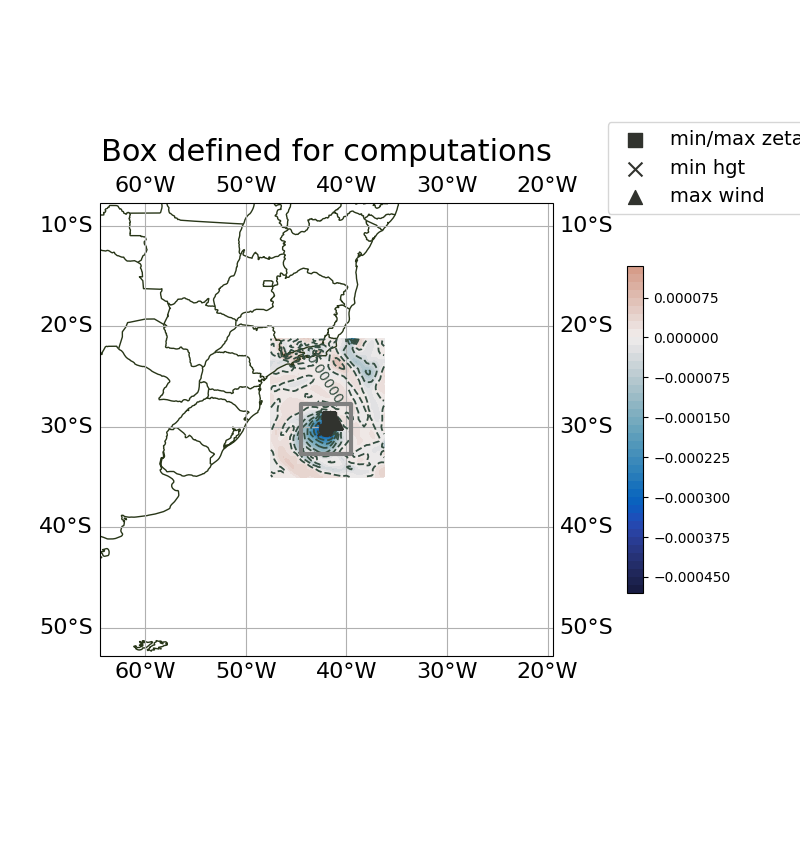 Box defined for computations
min/max zeta
min hgt
max wind
60°W 50°W 40°W 30°W 20°W
10°S 10°S
20°S 20°S
30°S 30°S
40°S 40°S
50°S 50°S
60°W 50°W 40°W 30°W 20°W
0.000075
0.000000
−0.000075
−0.000150
−0.000225
−0.000300
−0.000375
−0.000450